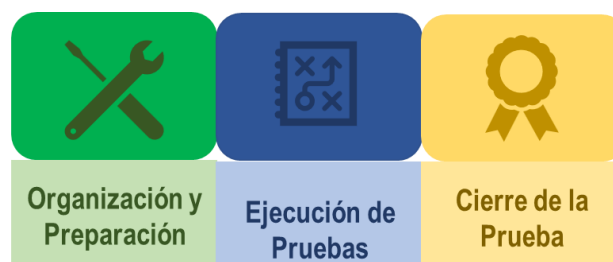 Organización y
Preparación
Ejecución de
Pruebas
Cierre de la
Prueba